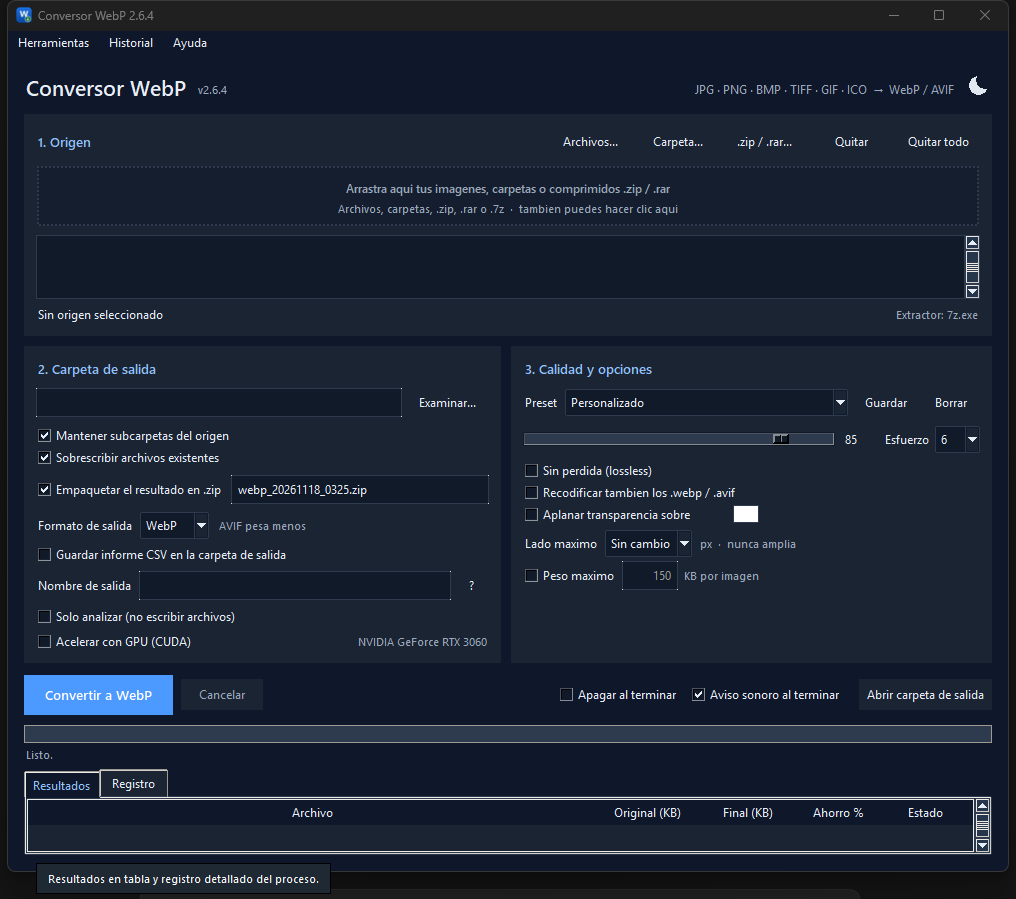 Conversor WebP 2.6.4
Herramientas Historial Ayuda
Conversor WebP v2.6.4 JPG · PNG · BMP · TIFF · GIF · ICO → WebP / AVIF
1. Origen Archivos... Carpeta... .zip / .rar... Quitar Quitar todo
Arrastra aqui tus imagenes, carpetas o comprimidos .zip / .rar
Archivos, carpetas, .zip, .rar o .7z · tambien puedes hacer clic aqui
Sin origen seleccionado Extractor: 7z.exe
2. Carpeta de salida
Examinar...
Mantener subcarpetas del origen
Sobrescribir archivos existentes
Empaquetar el resultado en .zip webp_20261118_0325.zip
Formato de salida WebP AVIF pesa menos
Guardar informe CSV en la carpeta de salida
Nombre de salida ?
Solo analizar (no escribir archivos)
Acelerar con GPU (CUDA) NVIDIA GeForce RTX 3060
3. Calidad y opciones
Preset Personalizado Guardar Borrar
85 Esfuerzo 6
Sin perdida (lossless)
Recodificar tambien los .webp / .avif
Aplanar transparencia sobre
Lado maximo Sin cambio px · nunca amplia
Peso maximo 150 KB por imagen
Convertir a WebP Cancelar Apagar al terminar Aviso sonoro al terminar Abrir carpeta de salida
Listo.
Resultados Registro
Archivo Original (KB) Final (KB) Ahorro % Estado
Resultados en tabla y registro detallado del proceso.